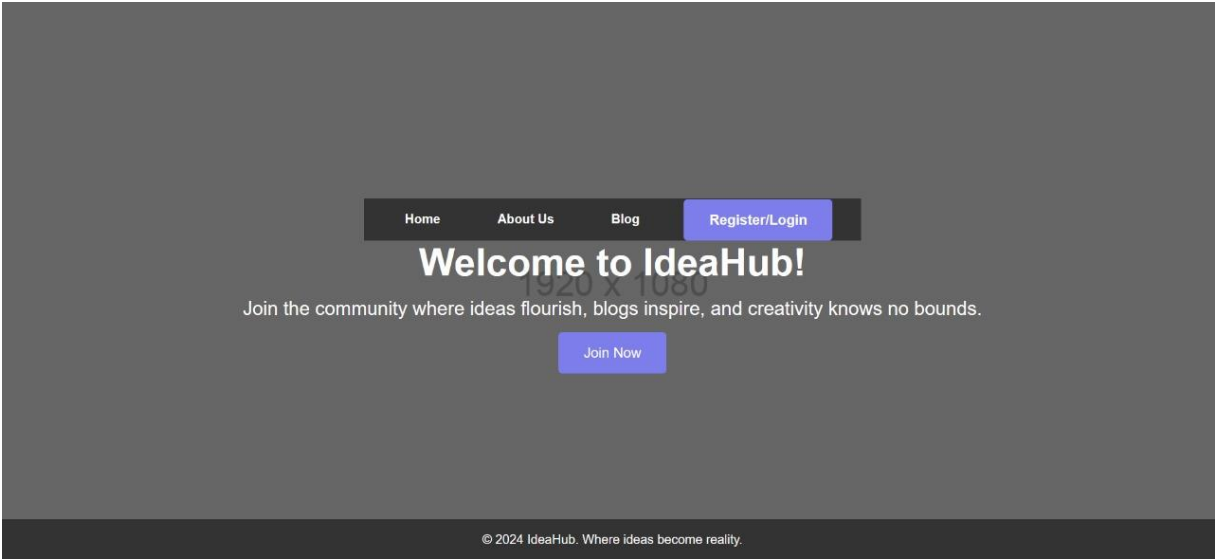 Home About Us Blog Register/Login
Welcome to IdeaHub!
1920 x 1080
Join the community where ideas flourish, blogs inspire, and creativity knows no bounds.
Join Now
© 2024 IdeaHub. Where ideas become reality.